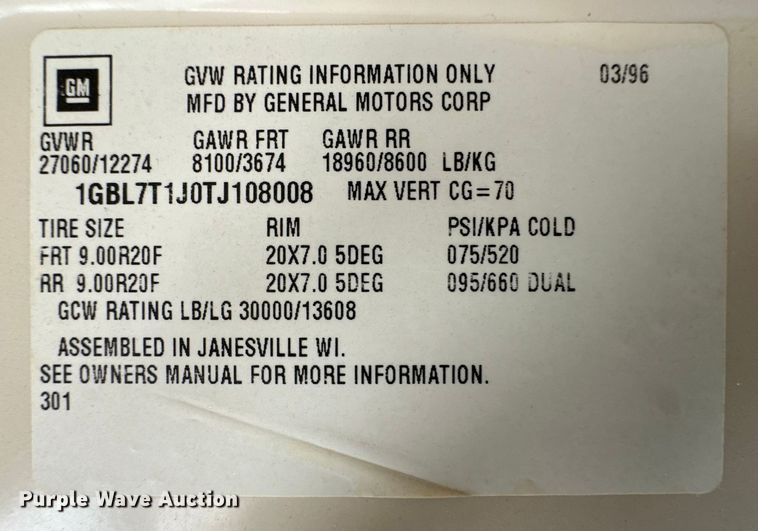 GM
GVW RATING INFORMATION ONLY 03/96
MFD BY GENERAL MOTORS CORP
GVWR GAWR FRT GAWR RR
27060/12274 8100/3674 18960/8600 LB/KG
1GBL7T1J0TJ108008 MAX VERT CG=70
TIRE SIZE RIM PSI/KPA COLD
FRT 9.00R20F 20X7.0 5DEG 075/520
RR 9.00R20F 20X7.0 5DEG 095/660 DUAL
GCW RATING LB/LG 30000/13608
ASSEMBLED IN JANESVILLE WI.
SEE OWNERS MANUAL FOR MORE INFORMATION.
301
Purple Wave Auction